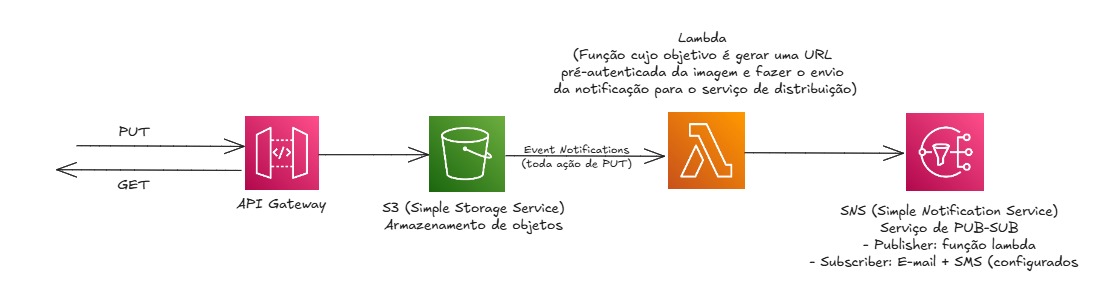 Lambda
(Função cujo objetivo é gerar uma URL
pré-autenticada da imagem e fazer o envio
da notificação para o serviço de distribuição)
PUT
GET
API Gateway
Event Notifications
(toda ação de PUT)
S3 (Simple Storage Service)
Armazenamento de objetos
SNS (Simple Notification Service)
Serviço de PUB-SUB
- Publisher: função lambda
- Subscriber: E-mail + SMS (configurados